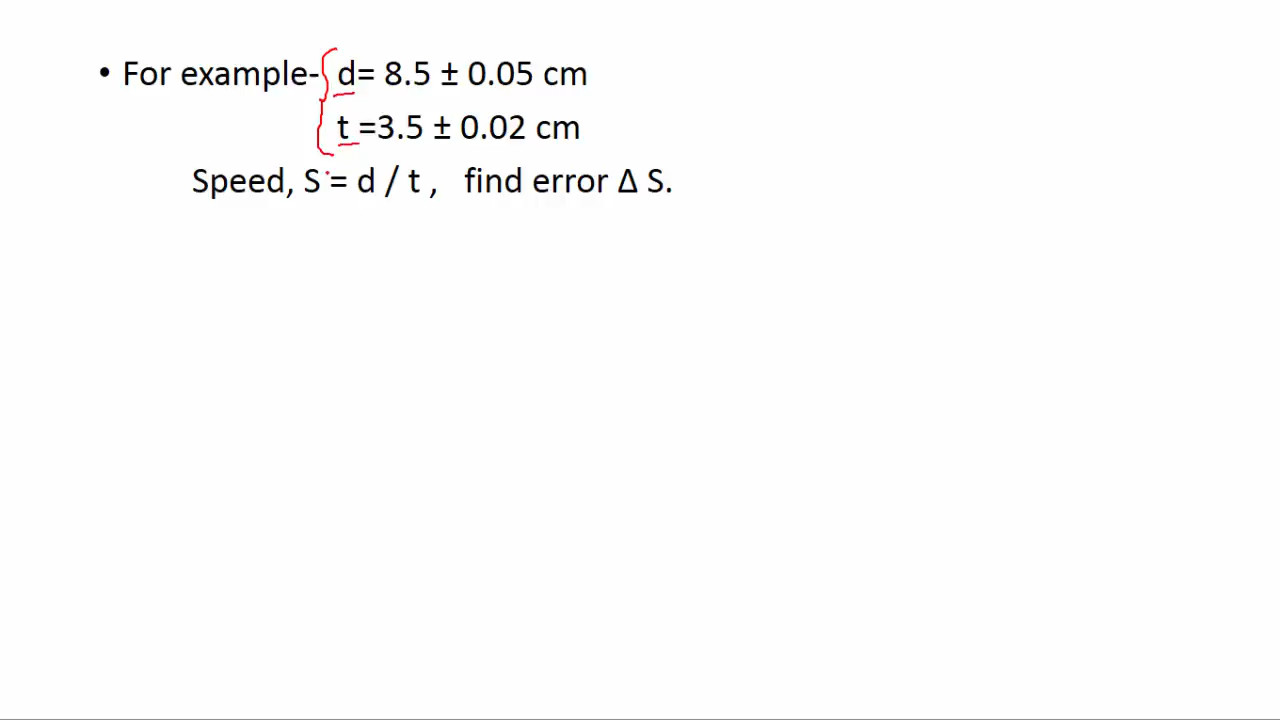 • For example- d= 8.5 ± 0.05 cm
t =3.5 ± 0.02 cm
Speed, S = d / t ,   find error Δ S.